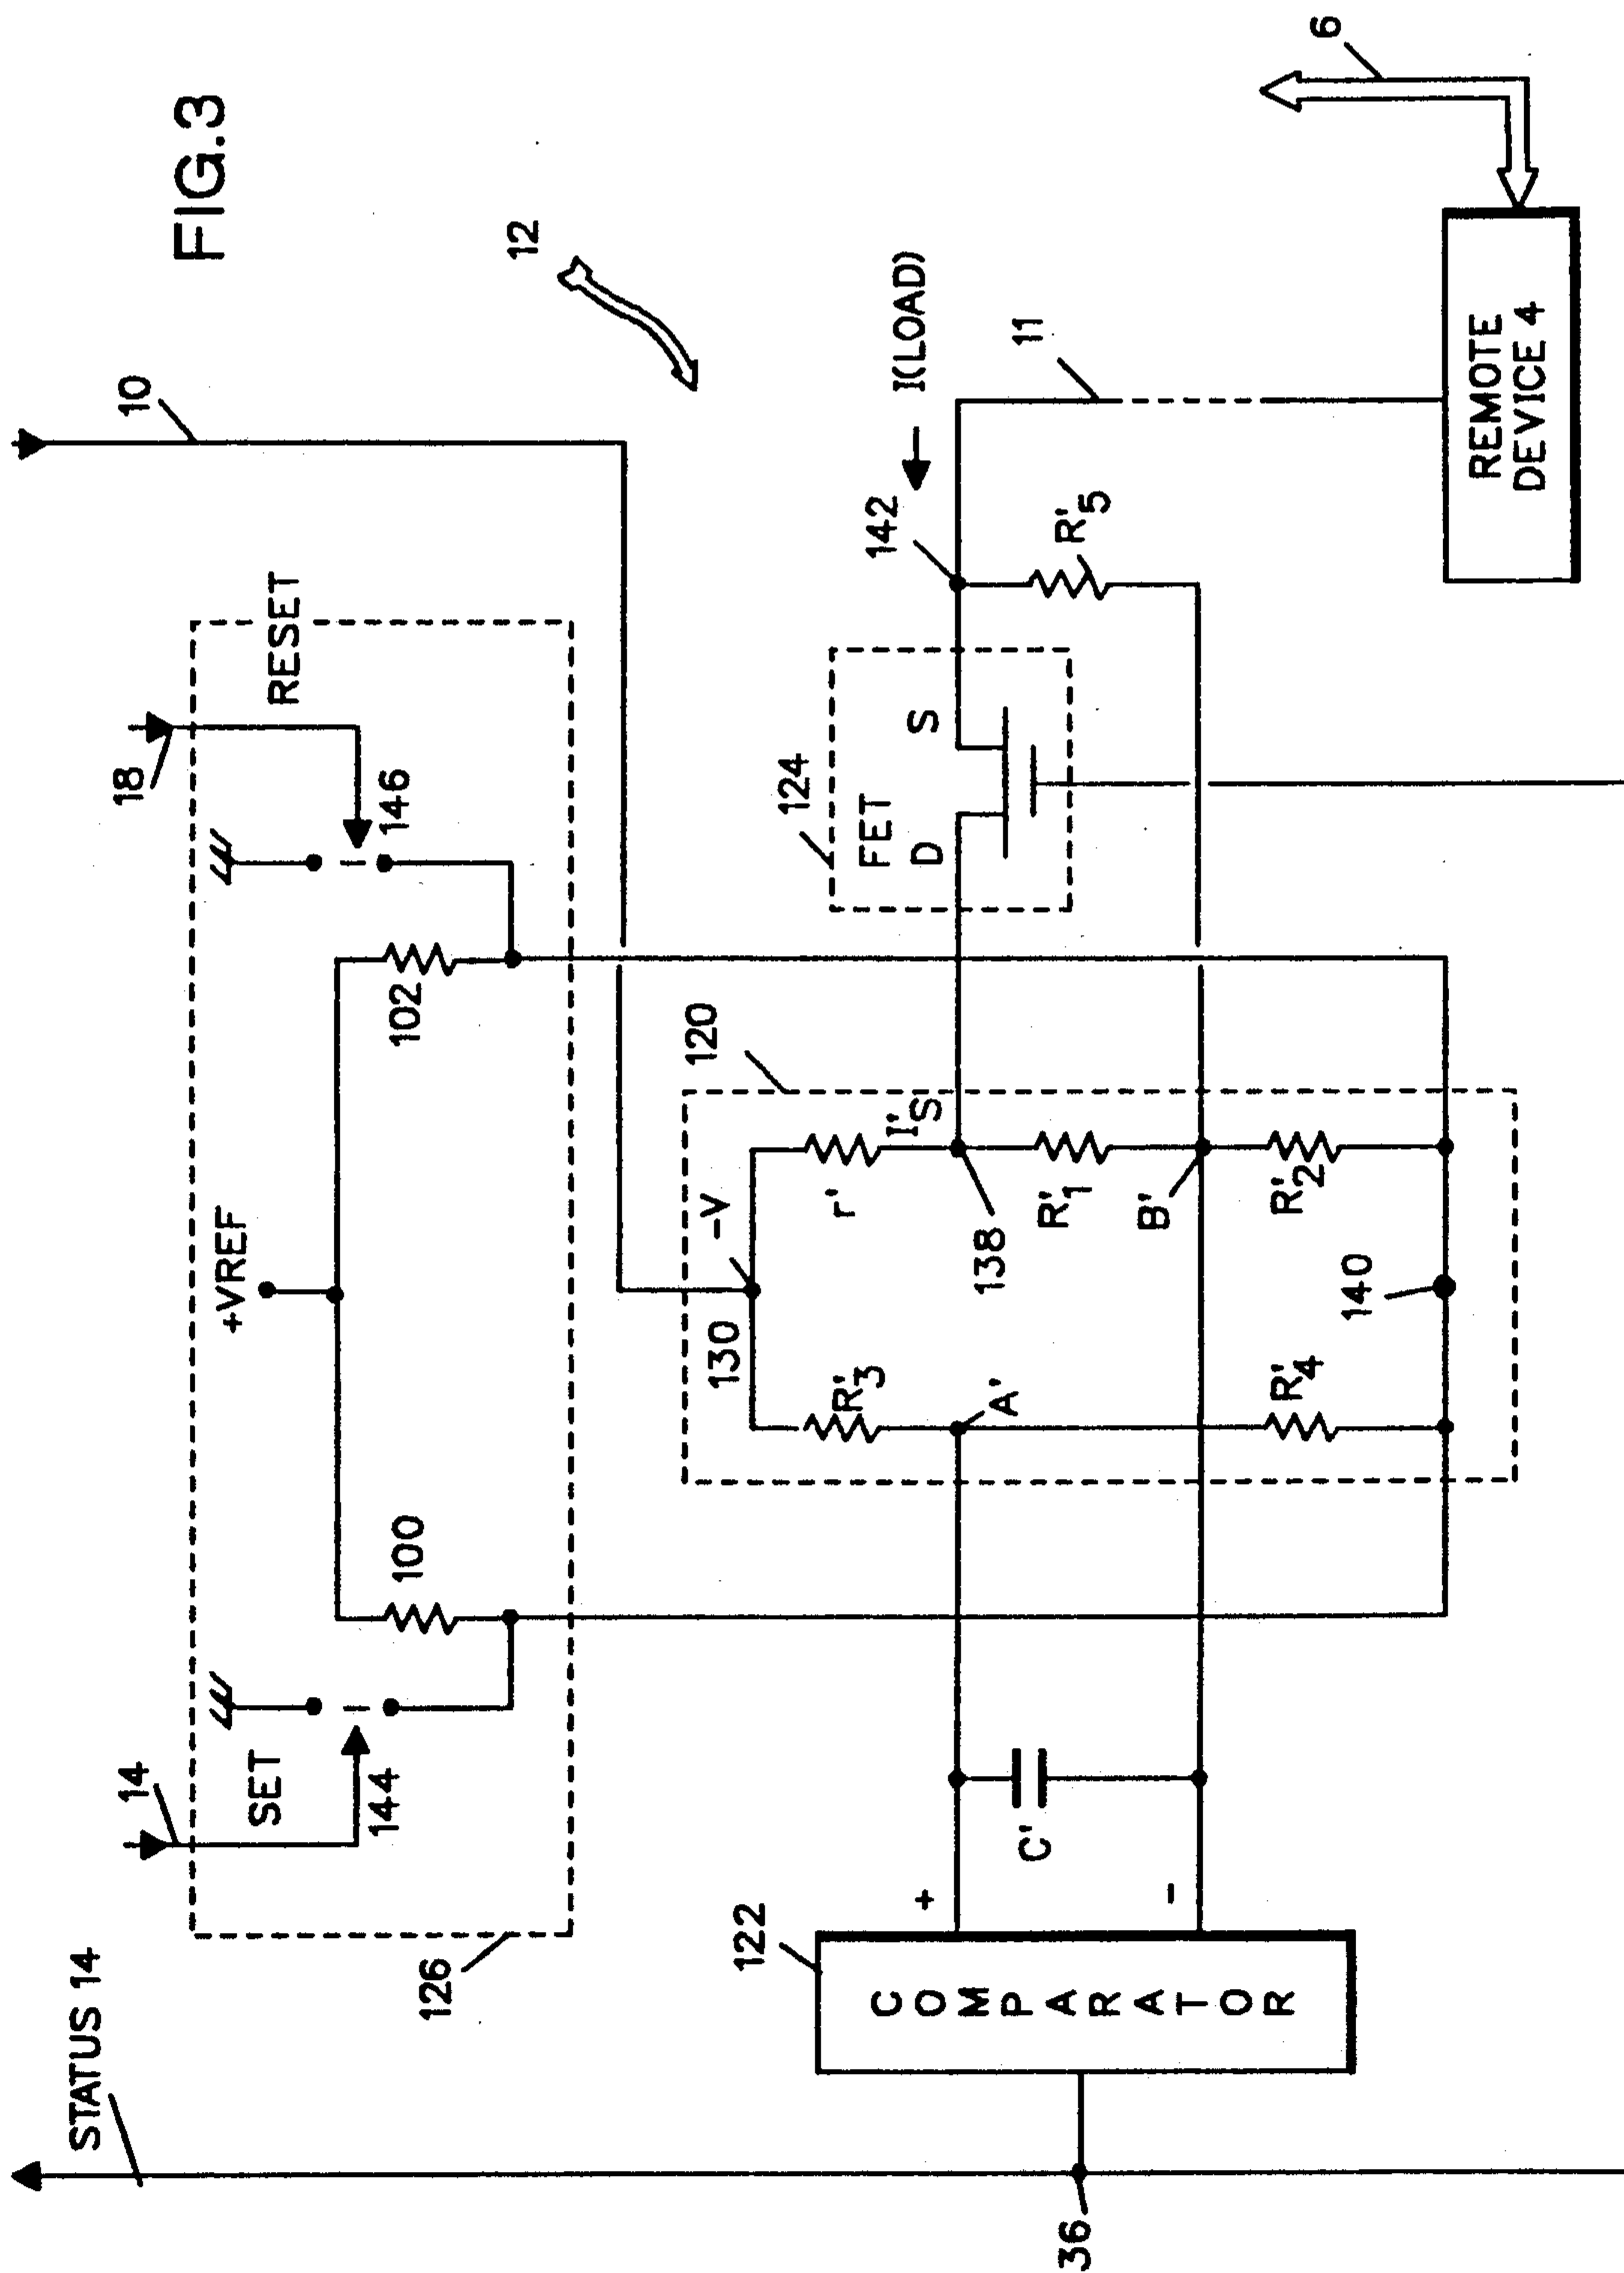 FIG.3
STATUS 14
14
SET
144
100
+VREF
102
18
RESET
146
10
12
126
120
130
-V
R'3
r'
I'S
A'
138
R'1
B'
R'2
R'4
140
122
COMPARATOR
+
-
C'
36
124
FET
D
S
142
I(LOAD)
R'5
11
REMOTE
DEVICE 4
6